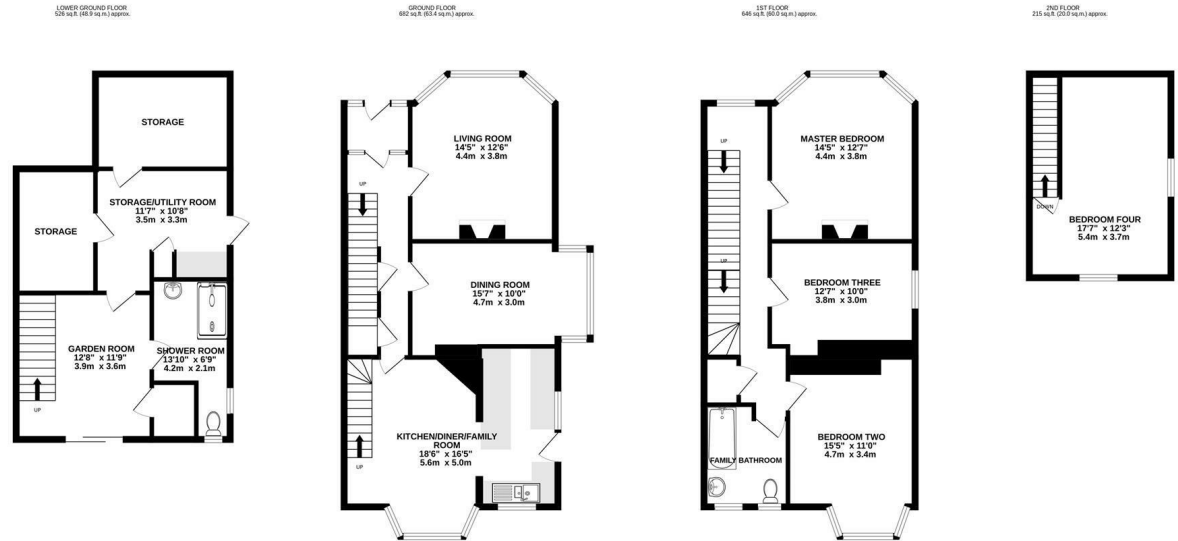 LOWER GROUND FLOOR
526 sq.ft. (48.9 sq.m.) approx.
STORAGE
STORAGE/UTILITY ROOM
11'7" x 10'8"
3.5m x 3.3m
STORAGE
GARDEN ROOM
12'8" x 11'9"
3.9m x 3.6m
SHOWER ROOM
13'10" x 6'9"
4.2m x 2.1m
UP
GROUND FLOOR
682 sq.ft. (63.4 sq.m.) approx.
LIVING ROOM
14'5" x 12'6"
4.4m x 3.8m
UP
DINING ROOM
15'7" x 10'0"
4.7m x 3.0m
KITCHEN/DINER/FAMILY
ROOM
18'6" x 16'5"
5.6m x 5.0m
UP
1ST FLOOR
646 sq.ft. (60.0 sq.m.) approx.
UP
MASTER BEDROOM
14'5" x 12'7"
4.4m x 3.8m
UP
BEDROOM THREE
12'7" x 10'0"
3.8m x 3.0m
BEDROOM TWO
15'5" x 11'0"
4.7m x 3.4m
FAMILY BATHROOM
2ND FLOOR
215 sq.ft. (20.0 sq.m.) approx.
DOWN
BEDROOM FOUR
17'7" x 12'3"
5.4m x 3.7m